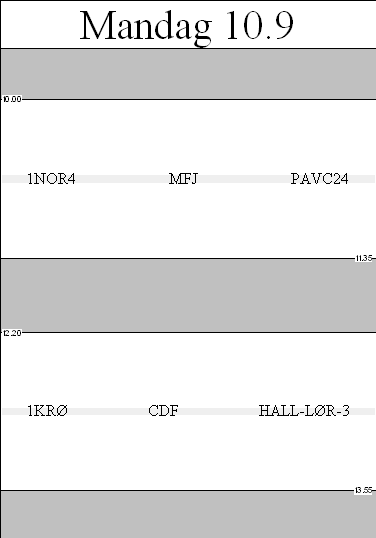 Mandag 10.9
10.00
1NOR4 MFJ PAVC24
11.35
12.20
1KRØ CDF HALL-LØR-3
13.55